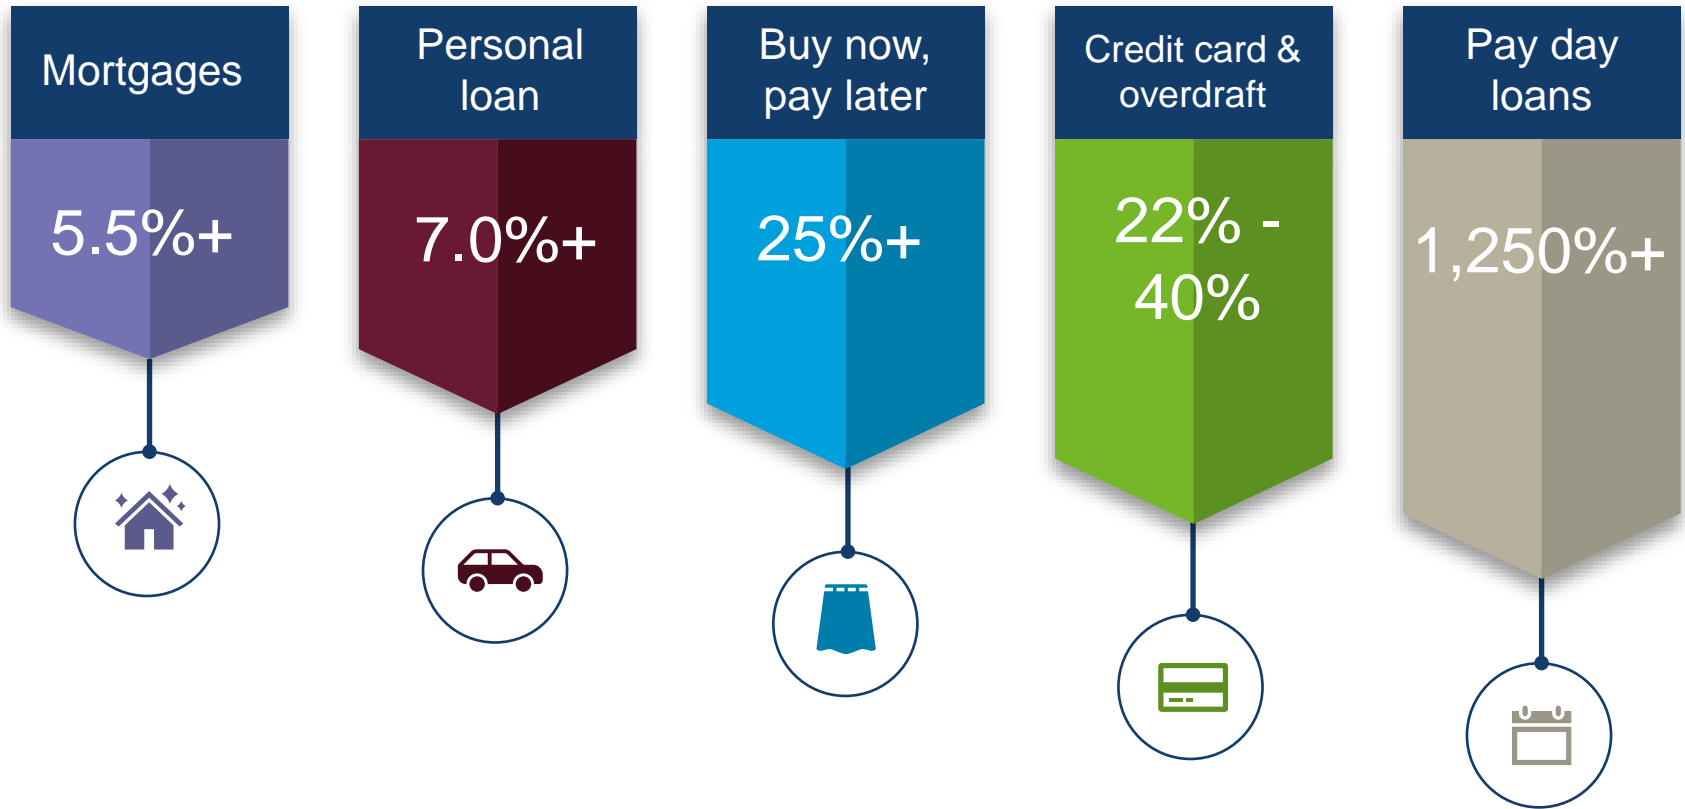 Mortgages
5.5%+
Personal
loan
7.0%+
Buy now,
pay later
25%+
Credit card &
overdraft
22% -
40%
Pay day
loans
1,250%+